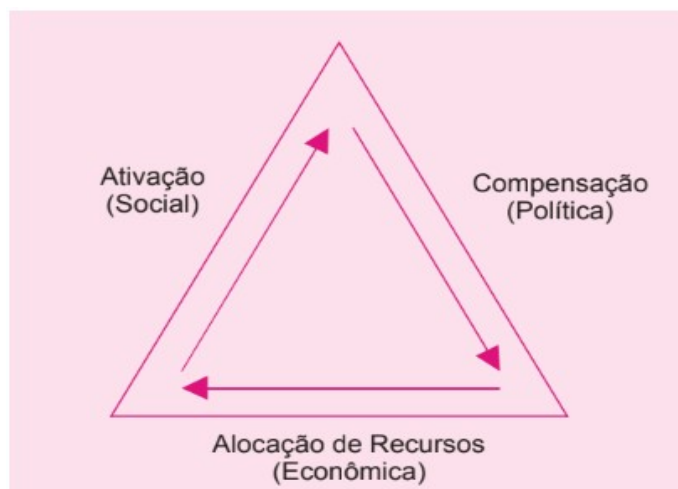 Ativação
(Social)
Compensação
(Política)
Alocação de Recursos
(Econômica)